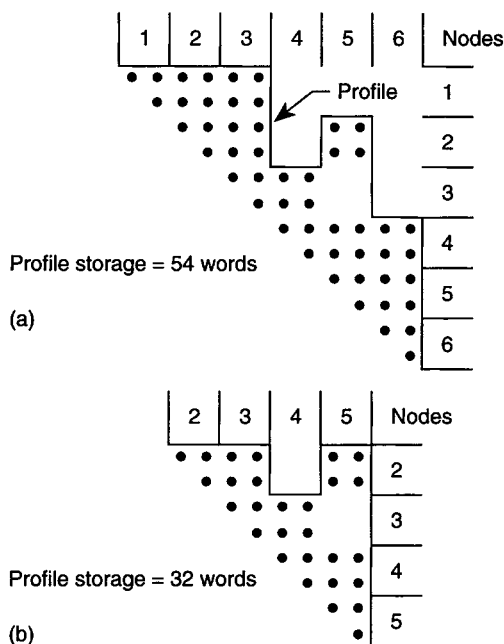 1 2 3 4 5 6 Nodes
1
Profile
2
3
4
Profile storage = 54 words
5
(a)
6
2 3 4 5 Nodes
2
3
4
Profile storage = 32 words
5
(b)